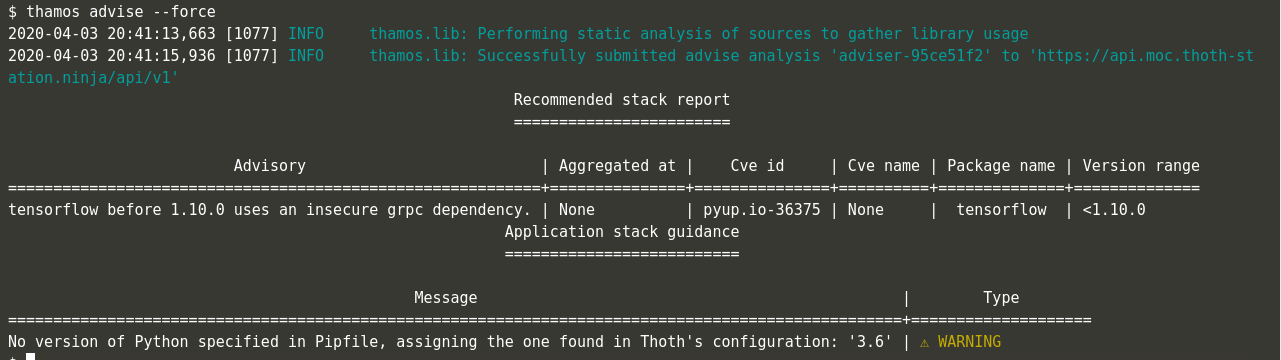 $ thamos advise --force
2020-04-03 20:41:13,663 [1077] INFO     thamos.lib: Performing static analysis of sources to gather library usage
2020-04-03 20:41:15,936 [1077] INFO     thamos.lib: Successfully submitted advise analysis 'adviser-95ce51f2' to 'https://api.moc.thoth-st
ation.ninja/api/v1'
Recommended stack report
========================
Advisory | Aggregated at | Cve id | Cve name | Package name | Version range
===========================================================+===============+===============+==========+==============+==============
tensorflow before 1.10.0 uses an insecure grpc dependency. | None | pyup.io-36375 | None | tensorflow | <1.10.0
Application stack guidance
==========================
Message | Type
===================================================================================================+====================
No version of Python specified in Pipfile, assigning the one found in Thoth's configuration: '3.6' | ⚠ WARNING